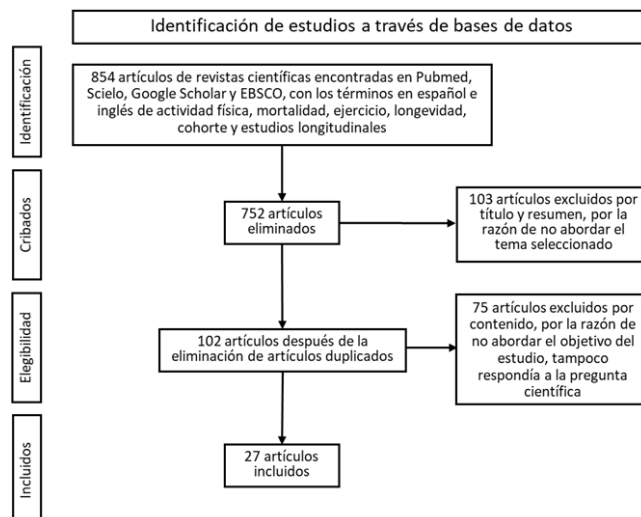 Identificación de estudios a través de bases de datos
Identificación
854 artículos de revistas científicas encontradas en Pubmed,
Scielo, Google Scholar y EBSCO, con los términos en español e
inglés de actividad física, mortalidad, ejercicio, longevidad,
cohorte y estudios longitudinales
Cribados
752 artículos
eliminados
103 artículos excluidos por
título y resumen, por la
razón de no abordar el
tema seleccionado
Elegibilidad
102 artículos después de la
eliminación de artículos duplicados
75 artículos excluidos por
contenido, por la razón de
no abordar el objetivo del
estudio, tampoco
respondía a la pregunta
científica
Incluidos
27 artículos
incluidos